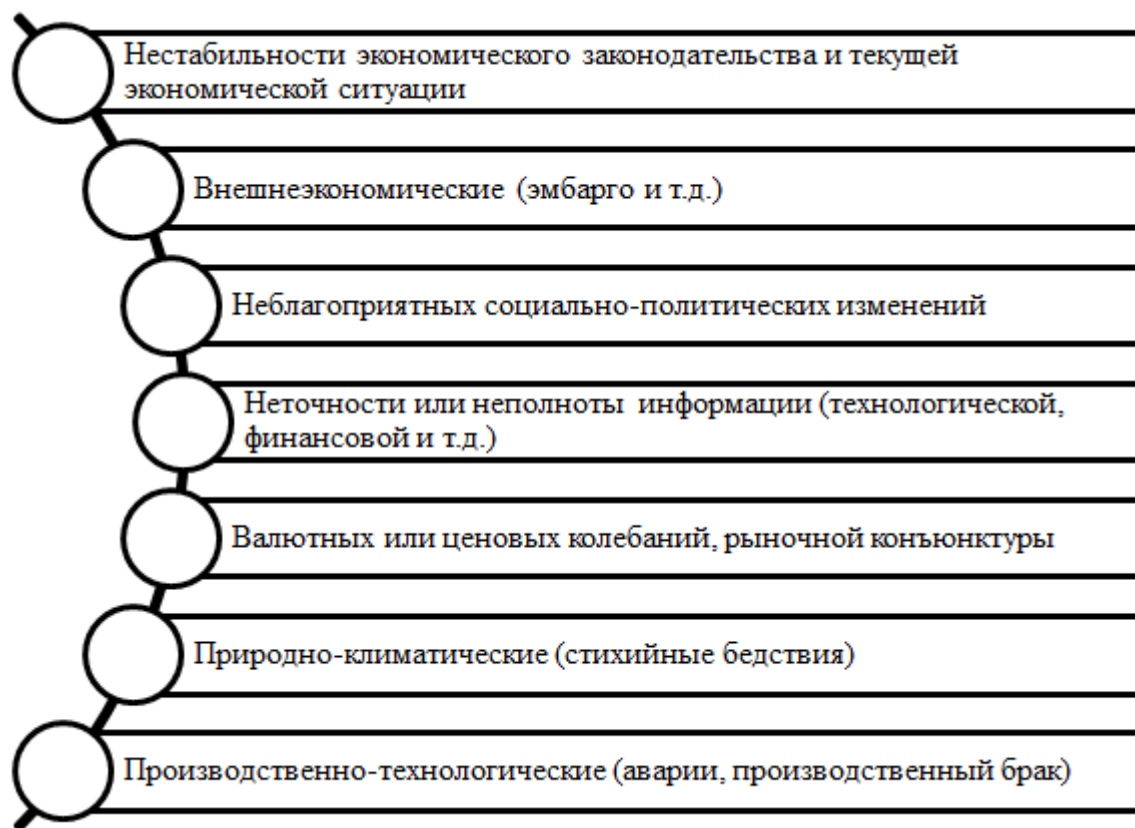 Нестабильности экономического законодательства и текущей
экономической ситуации
Внешнеэкономические (эмбарго и т.д.)
Неблагоприятных социально-политических изменений
Неточности или неполноты информации (технологической,
финансовой и т.д.)
Валютных или ценовых колебаний, рыночной конъюнктуры
Природно-климатические (стихийные бедствия)
Производственно-технологические (аварии, производственный брак)